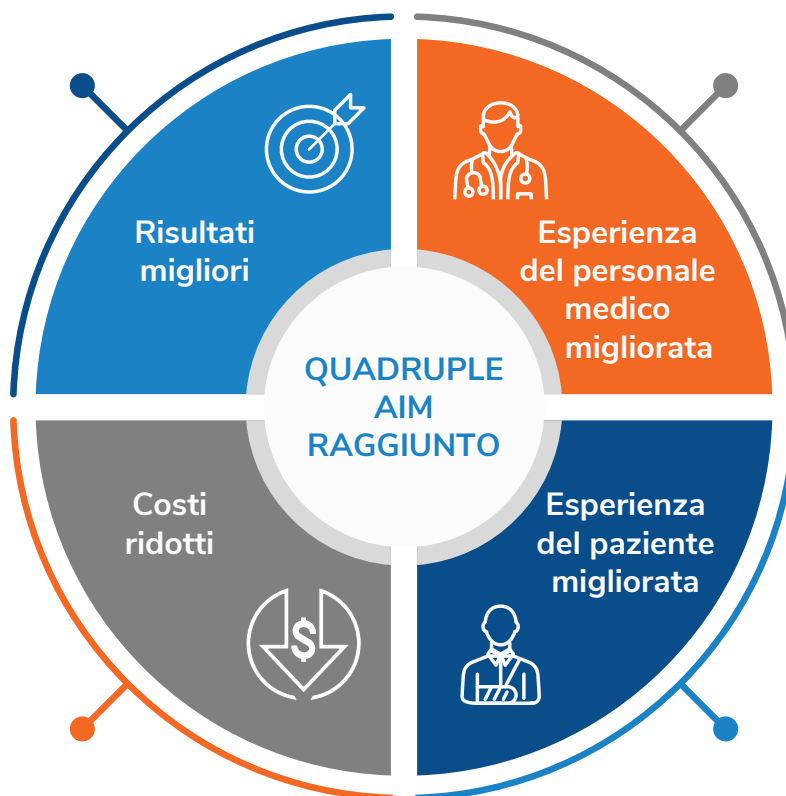 Risultati
migliori
Esperienza
del personale
medico
migliorata
QUADRUPLE
AIM
RAGGIUNTO
Costi
ridotti
$
Esperienza
del paziente
migliorata